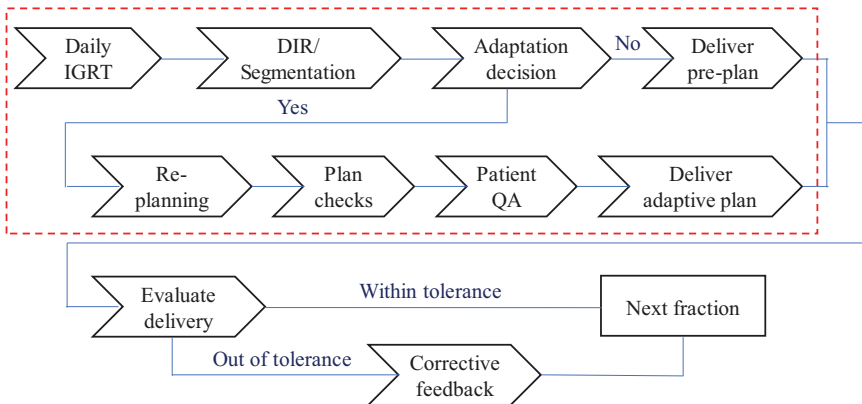 Daily
IGRT
DIR/
Segmentation
Adaptation
decision
No
Deliver
pre-plan
Yes
Re-
planning
Plan
checks
Patient
QA
Deliver
adaptive plan
Evaluate
delivery
Within tolerance
Next fraction
Out of tolerance
Corrective
feedback